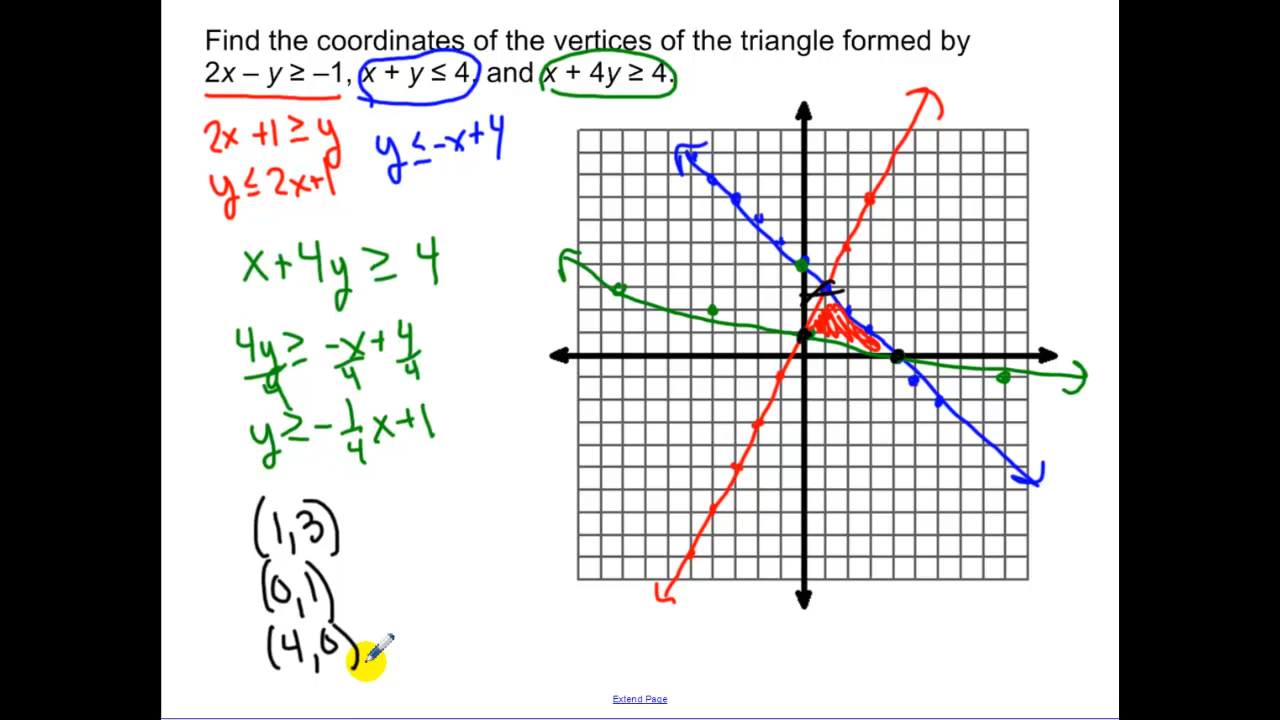 Find the coordinates of the vertices of the triangle formed by
2x – y ≥ –1, x + y ≤ 4, and x + 4y ≥ 4.
2x +1 ≥ y
y ≤ 2x+1
y ≤ -x+4
x+4y ≥ 4
4y/4 ≥ -x/4 + 4/4
y ≥ -1/4 x+1
(1,3)
(0,1)
(4,0)
Extend Page